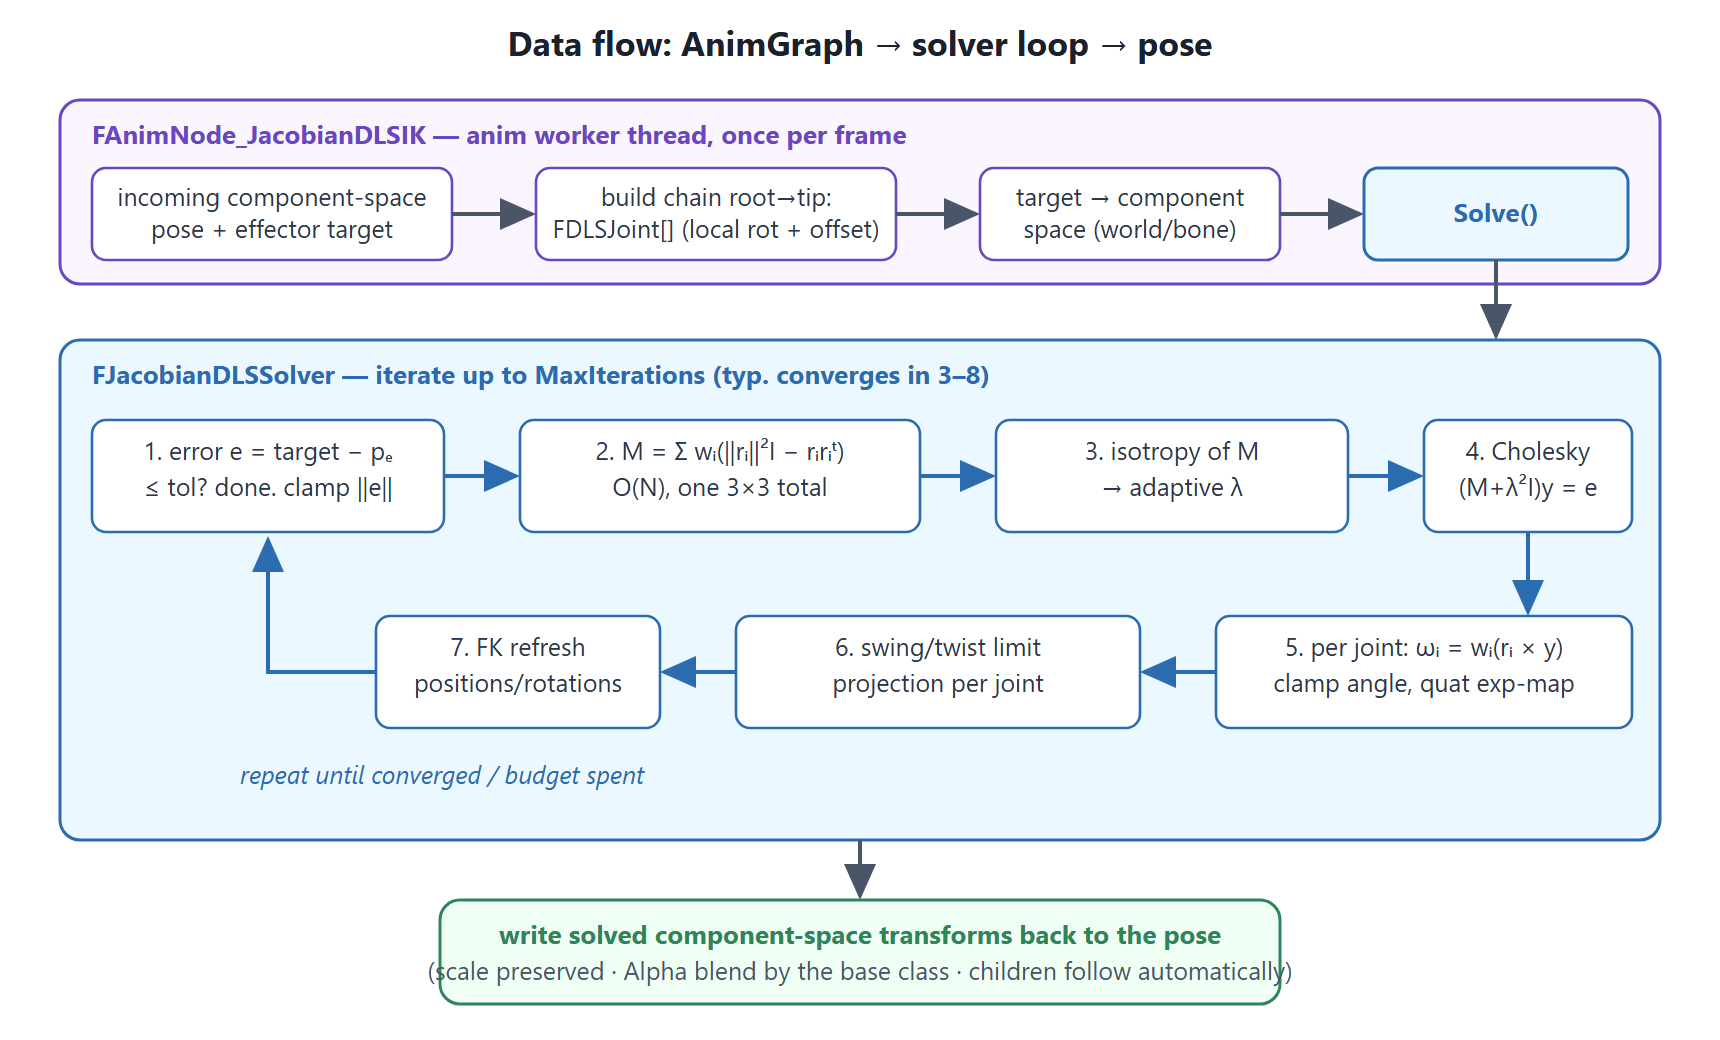 Data flow: AnimGraph → solver loop → pose
FAnimNode_JacobianDLSIK — anim worker thread, once per frame
incoming component-space
pose + effector target
build chain root→tip:
FDLSJoint[] (local rot + offset)
target → component
space (world/bone)
Solve()
FJacobianDLSSolver — iterate up to MaxIterations (typ. converges in 3–8)
1. error e = target − pₑ
≤ tol? done. clamp ||e||
2. M = Σ wᵢ(||rᵢ||²I − rᵢrᵢᵗ)
O(N), one 3×3 total
3. isotropy of M
→ adaptive λ
4. Cholesky
(M+λ²I)y = e
5. per joint: ωᵢ = wᵢ(rᵢ × y)
clamp angle, quat exp-map
6. swing/twist limit
projection per joint
7. FK refresh
positions/rotations
repeat until converged / budget spent
write solved component-space transforms back to the pose
(scale preserved · Alpha blend by the base class · children follow automatically)